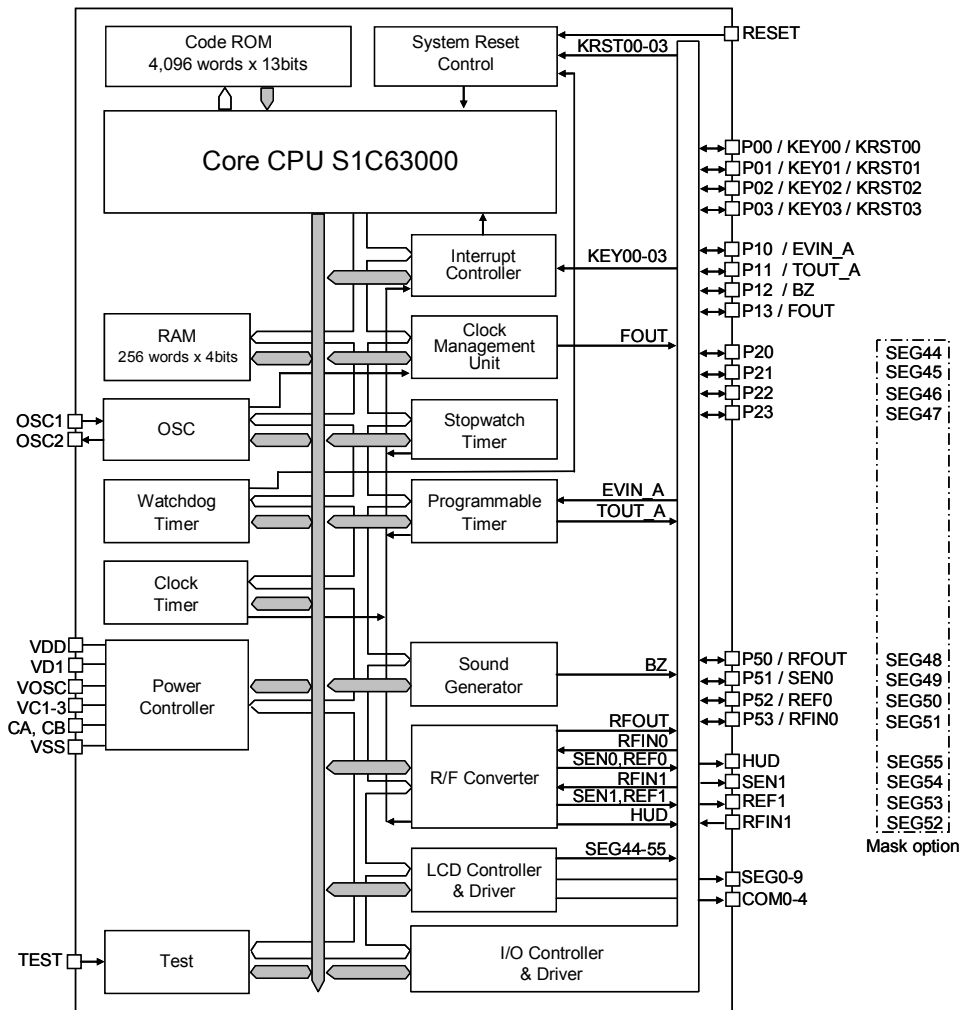 Code ROM
4,096 words x 13bits
System Reset
Control
KRST00-03
RESET
Core CPU S1C63000
P00 / KEY00 / KRST00
P01 / KEY01 / KRST01
P02 / KEY02 / KRST02
P03 / KEY03 / KRST03
Interrupt
Controller
KEY00-03
P10 / EVIN_A
P11 / TOUT_A
P12 / BZ
P13 / FOUT
RAM
256 words x 4bits
Clock
Management
Unit
FOUT
P20
SEG44
P21
SEG45
P22
SEG46
P23
SEG47
OSC1
OSC2
OSC
Stopwatch
Timer
Watchdog
Timer
Programmable
Timer
EVIN_A
TOUT_A
Clock
Timer
VDD
VD1
VOSC
VC1-3
CA, CB
VSS
Power
Controller
Sound
Generator
BZ
P50 / RFOUT
SEG48
P51 / SEN0
SEG49
P52 / REF0
SEG50
P53 / RFIN0
SEG51
R/F Converter
RFOUT
RFIN0
SEN0,REF0
RFIN1
SEN1,REF1
HUD
HUD
SEG55
SEN1
SEG54
REF1
SEG53
RFIN1
SEG52
Mask option
LCD Controller
& Driver
SEG44-55
SEG0-9
COM0-4
TEST
Test
I/O Controller
& Driver